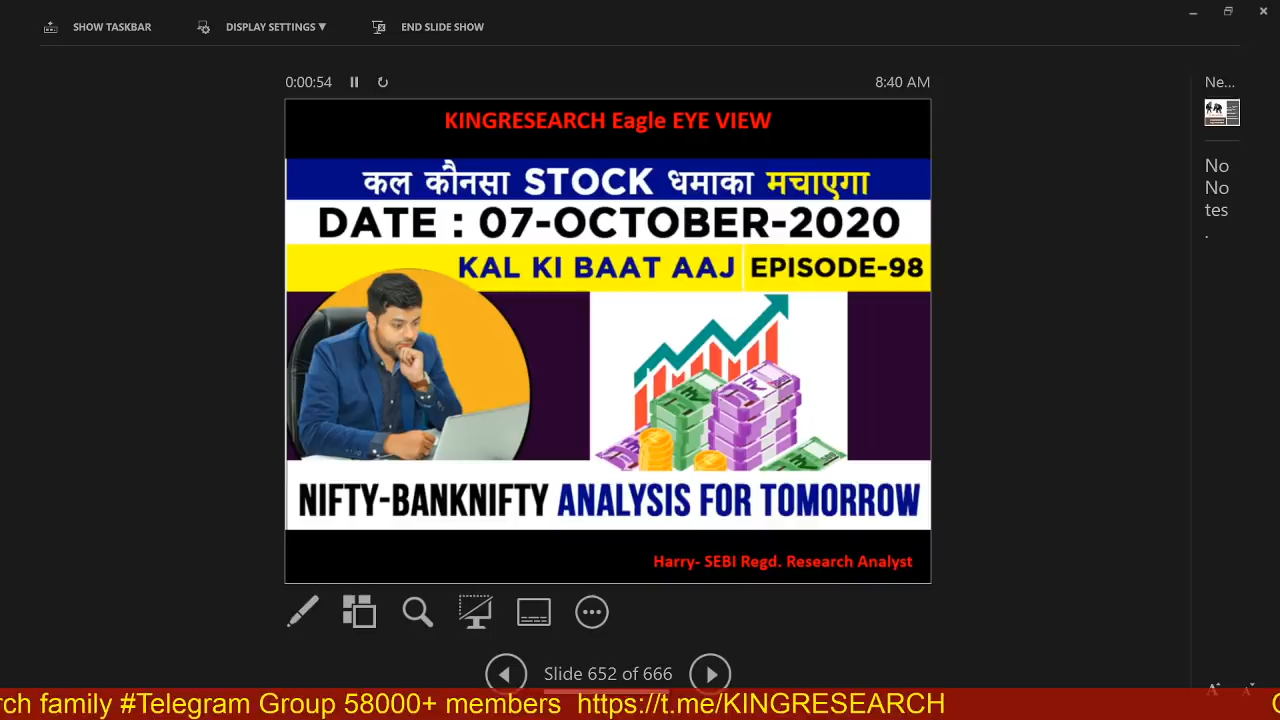 SHOW TASKBAR
DISPLAY SETTINGS ▼
END SLIDE SHOW
0:00:54
8:40 AM
Ne...
KINGRESEARCH Eagle EYE VIEW
कल कौनसा STOCK धमाका मचाएगा
DATE : 07-OCTOBER-2020
KAL KI BAAT AAJ
EPISODE-98
NIFTY-BANKNIFTY ANALYSIS FOR TOMORROW
Harry- SEBI Regd. Research Analyst
No
No
tes
.
Slide 652 of 666
rch family #Telegram Group 58000+ members https://t.me/KINGRESEARCH